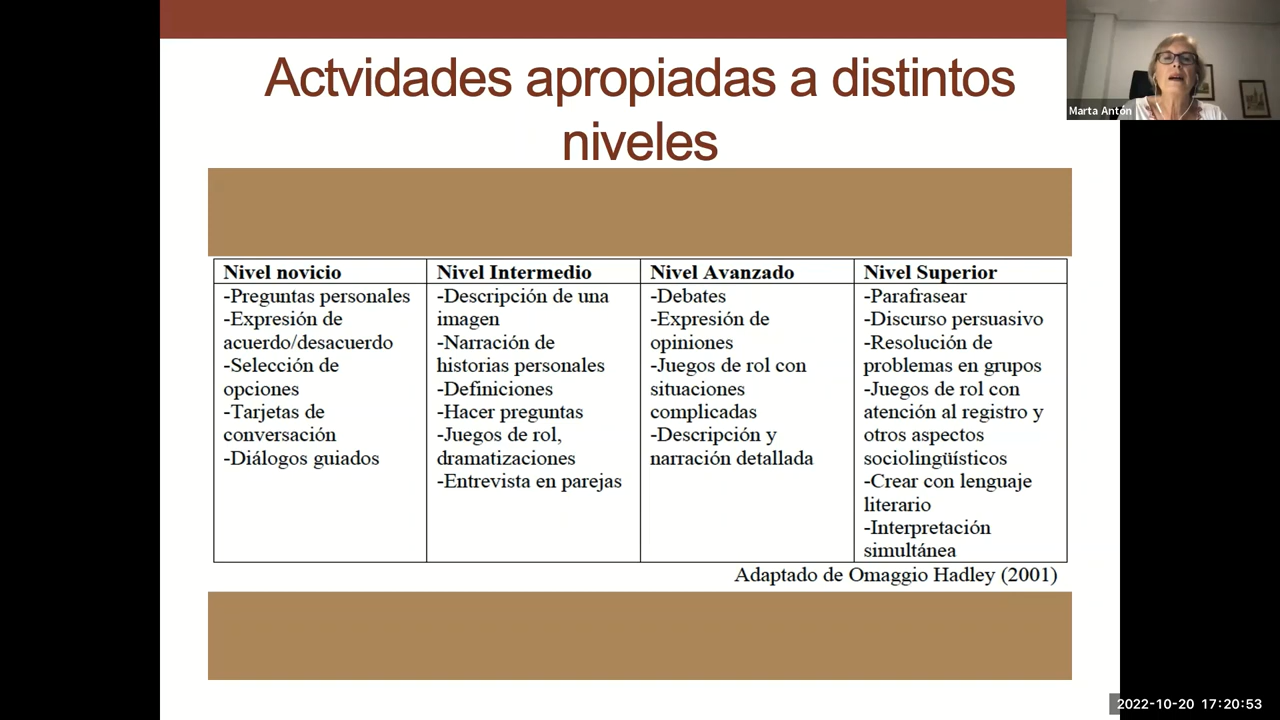 Actvidades apropiadas a distintos
niveles
Marta Antón
Nivel novicio
-Preguntas personales
-Expresión de
acuerdo/desacuerdo
-Selección de
opciones
-Tarjetas de
conversación
-Diálogos guiados
Nivel Intermedio
-Descripción de una
imagen
-Narración de
historias personales
-Definiciones
-Hacer preguntas
-Juegos de rol,
dramatizaciones
-Entrevista en parejas
Nivel Avanzado
-Debates
-Expresión de
opiniones
-Juegos de rol con
situaciones
complicadas
-Descripción y
narración detallada
Nivel Superior
-Parafrasear
-Discurso persuasivo
-Resolución de
problemas en grupos
-Juegos de rol con
atención al registro y
otros aspectos
sociolingüísticos
-Crear con lenguaje
literario
-Interpretación
simultánea
Adaptado de Omaggio Hadley (2001)
2022-10-20 17:20:53